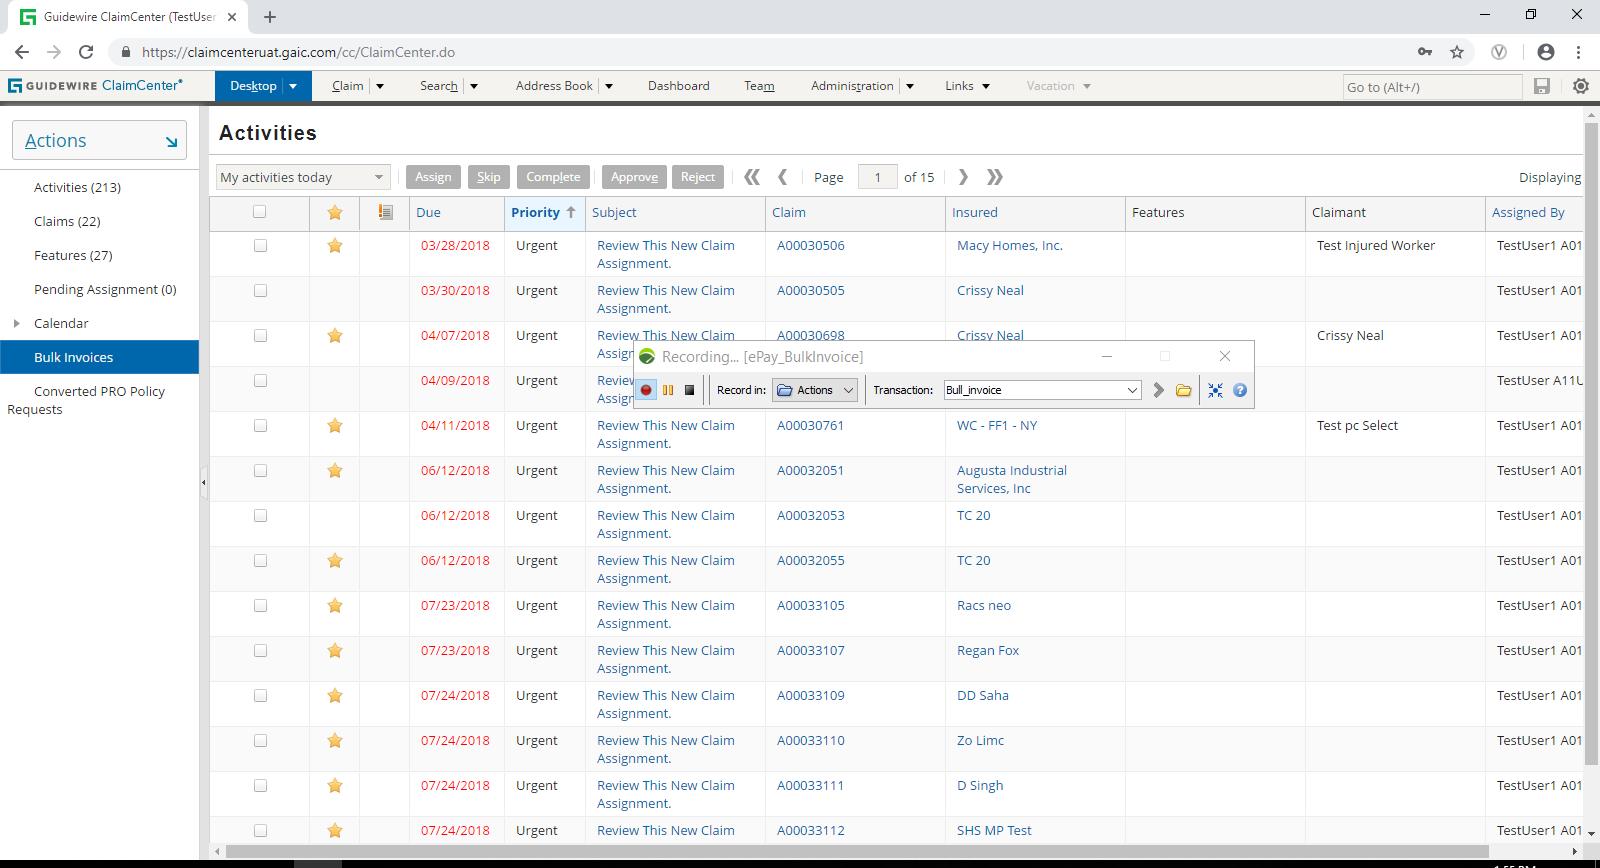 Guidewire ClaimCenter (TestUser
https://claimcenteruat.gaic.com/cc/ClaimCenter.do
GUIDEWIRE ClaimCenter Desktop Claim Search Address Book Dashboard Team Administration Links Vacation Go to (Alt+/)
Actions
Activities (213)
Claims (22)
Features (27)
Pending Assignment (0)
Calendar
Bulk Invoices
Converted PRO Policy
Requests
Activities
My activities today Assign Skip Complete Approve Reject Page 1 of 15 Displaying
Due Priority Subject Claim Insured Features Claimant Assigned By
03/28/2018 Urgent Review This New Claim A00030506 Macy Homes, Inc. Test Injured Worker TestUser1 A01
Assignment.
03/30/2018 Urgent Review This New Claim A00030505 Crissy Neal TestUser1 A01
Assignment.
04/07/2018 Urgent Review This New Claim A00030698 Crissy Neal Crissy Neal TestUser1 A01
Assig
Recording... [ePay_BulkInvoice]
04/09/2018 Urgent Revie TestUser A11U
Assig
Record in: Actions Transaction: Bull_invoice
04/11/2018 Urgent Review This New Claim A00030761 WC - FF1 - NY Test pc Select TestUser1 A01
Assignment.
06/12/2018 Urgent Review This New Claim A00032051 Augusta Industrial TestUser1 A01
Assignment. Services, Inc
06/12/2018 Urgent Review This New Claim A00032053 TC 20 TestUser1 A01
Assignment.
06/12/2018 Urgent Review This New Claim A00032055 TC 20 TestUser1 A01
Assignment.
07/23/2018 Urgent Review This New Claim A00033105 Racs neo TestUser1 A01
Assignment.
07/23/2018 Urgent Review This New Claim A00033107 Regan Fox TestUser1 A01
Assignment.
07/24/2018 Urgent Review This New Claim A00033109 DD Saha TestUser1 A01
Assignment.
07/24/2018 Urgent Review This New Claim A00033110 Zo Limc TestUser1 A01
Assignment.
07/24/2018 Urgent Review This New Claim A00033111 D Singh TestUser1 A01
Assignment.
07/24/2018 Urgent Review This New Claim A00033112 SHS MP Test TestUser1 A01